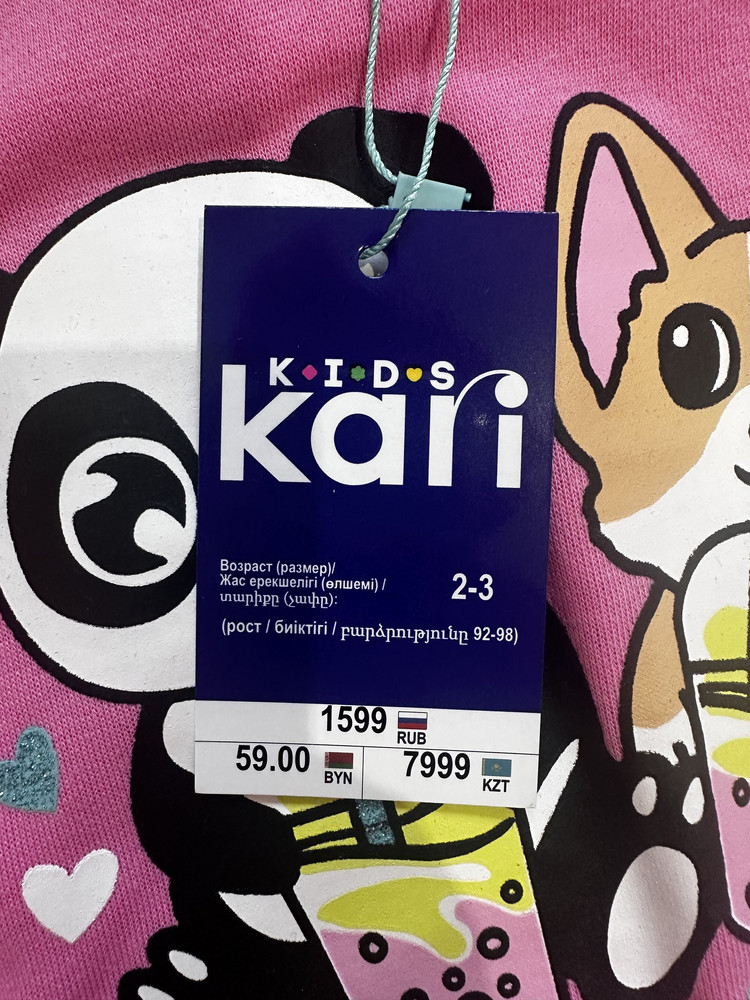 K·I·D·S
kari
Возраст (размер)/
Жас ерекшелігі (өлшемі) /
տարիքը (չափը):
2-3
(рост / биіктігі / բարձրությունը 92-98)
1599 RUB
59.00 BYN
7999 KZT